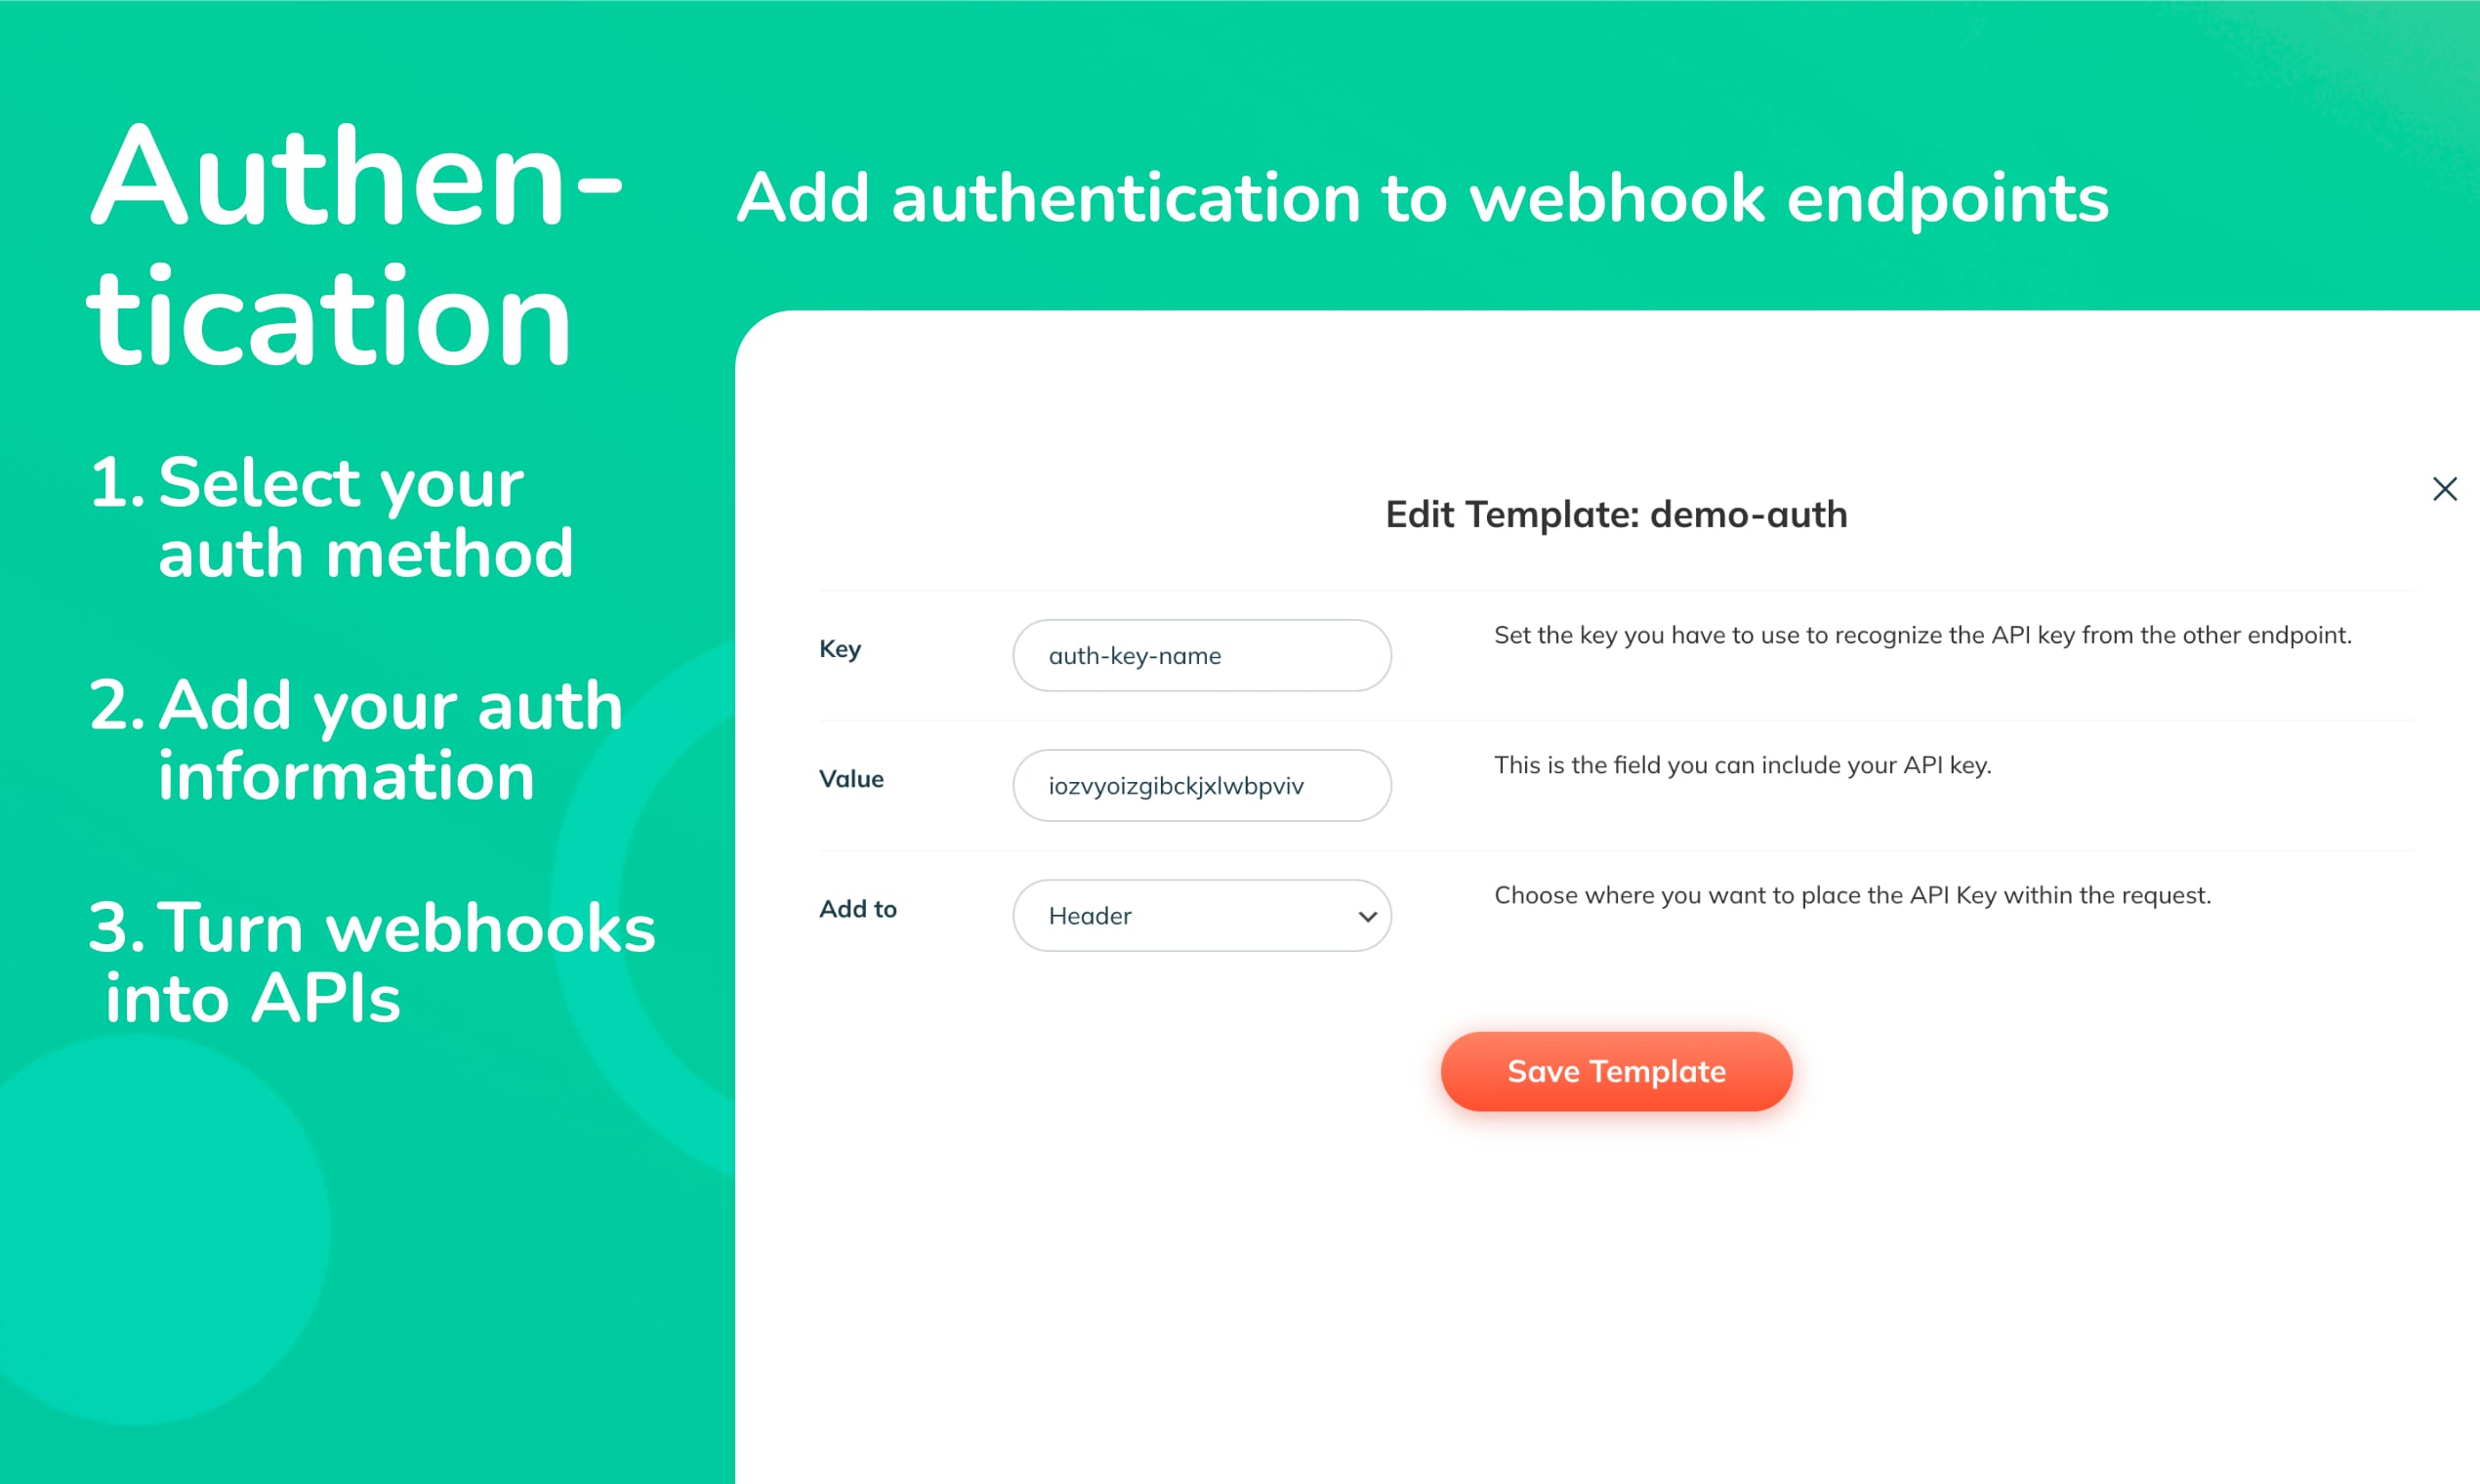 Authen-
tication
1. Select your
auth method
2. Add your auth
information
3. Turn webhooks
into APIs
Add authentication to webhook endpoints
Edit Template: demo-auth
Key
auth-key-name
Set the key you have to use to recognize the API key from the other endpoint.
Value
iozvyoizgibckjxlwbpviv
This is the field you can include your API key.
Add to
Header
Choose where you want to place the API Key within the request.
Save Template